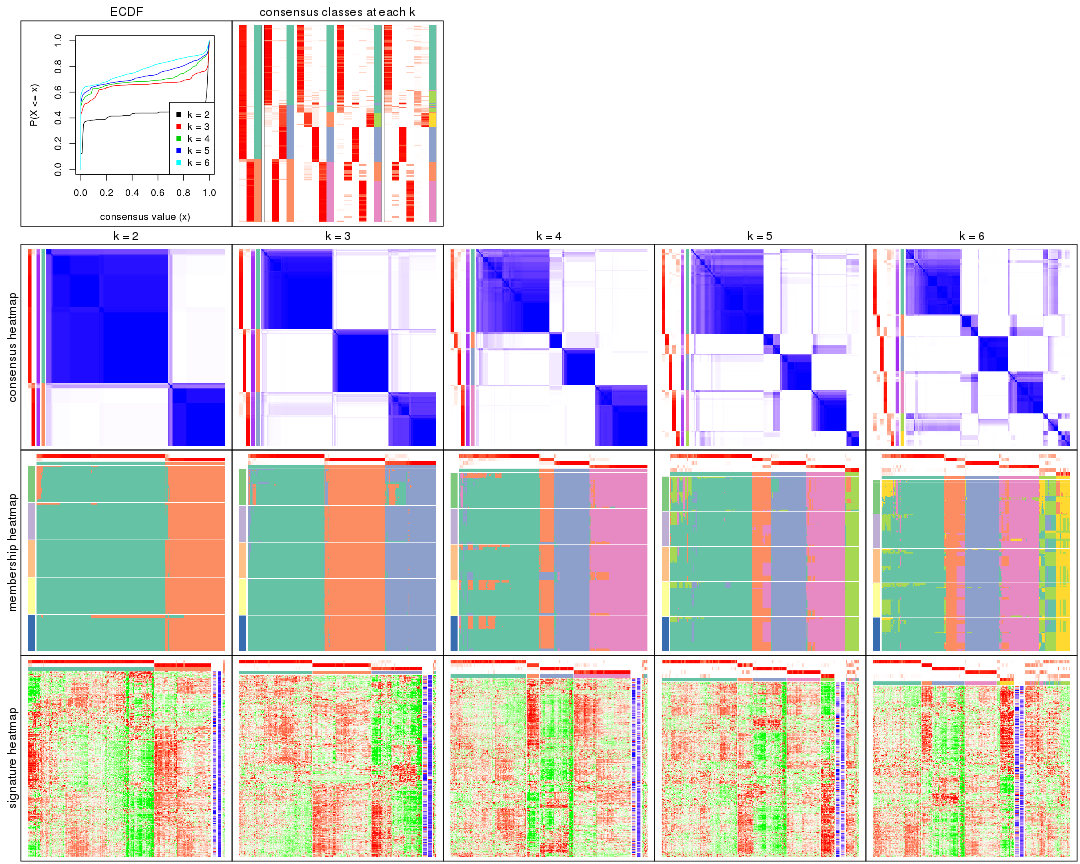 ECDF
consensus classes at each k
P(X <= x)
0.0 0.2 0.4 0.6 0.8 1.0
k = 2
k = 3
k = 4
k = 5
k = 6
0.0 0.2 0.4 0.6 0.8 1.0
consensus value (x)
k = 2 k = 3 k = 4 k = 5 k = 6
consensus heatmap
membership heatmap
signature heatmap